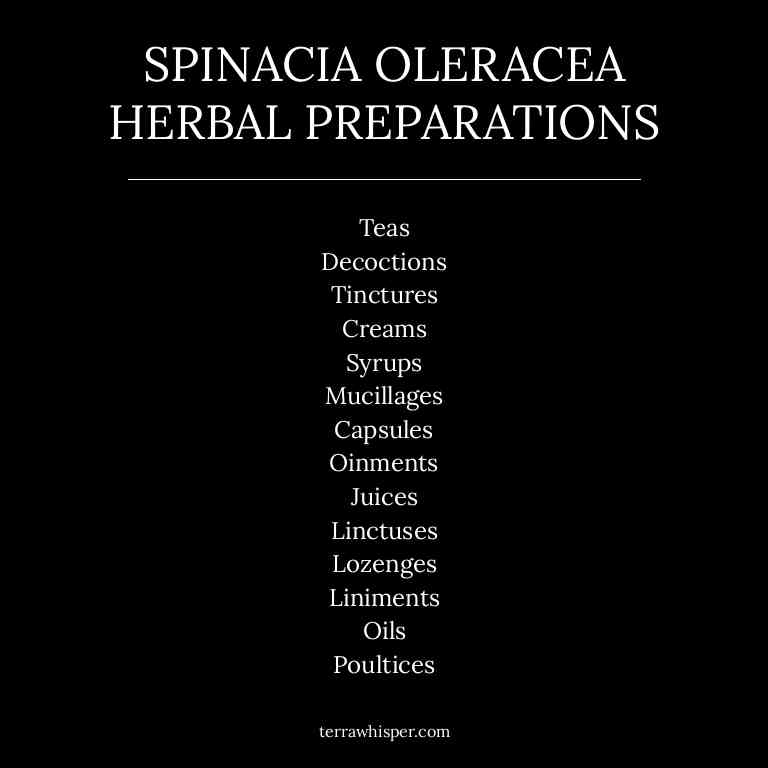 SPINACIA OLERACEA
HERBAL PREPARATIONS
Teas
Decoctions
Tinctures
Creams
Syrups
Mucillages
Capsules
Oinments
Juices
Linctuses
Lozenges
Liniments
Oils
Poultices
terrawhisper.com